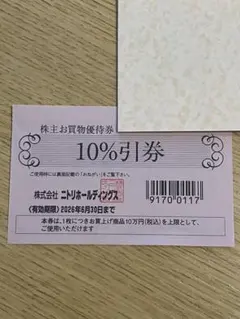 株主お買物優待券
10%引券
ご使用時には裏面記載の「おねがい」をご覧下さい。
株式会社 ニトリホールディングス
〈有効期限〉2026年6月30日まで
9170 0117
本券は、1枚につきお買上げ商品10万円(税込)を上限として、
ご使用いただけます